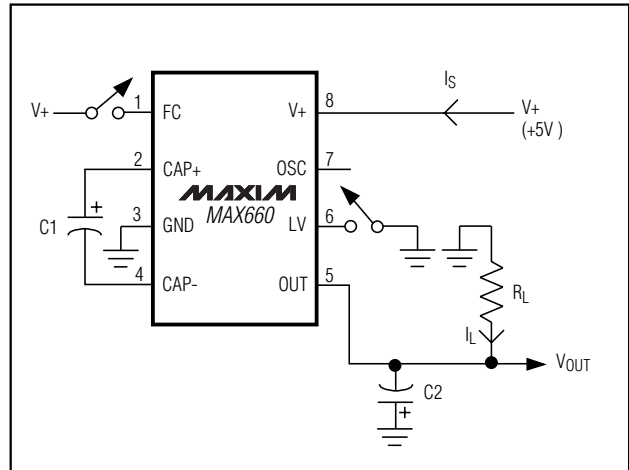 V+
1
FC
V+
8
IS
V+
(+5V )
2
CAP+
OSC
7
MAXIM
MAX660
C1
+
3
GND
LV
6
4
CAP-
OUT
5
RL
IL
VOUT
C2
+